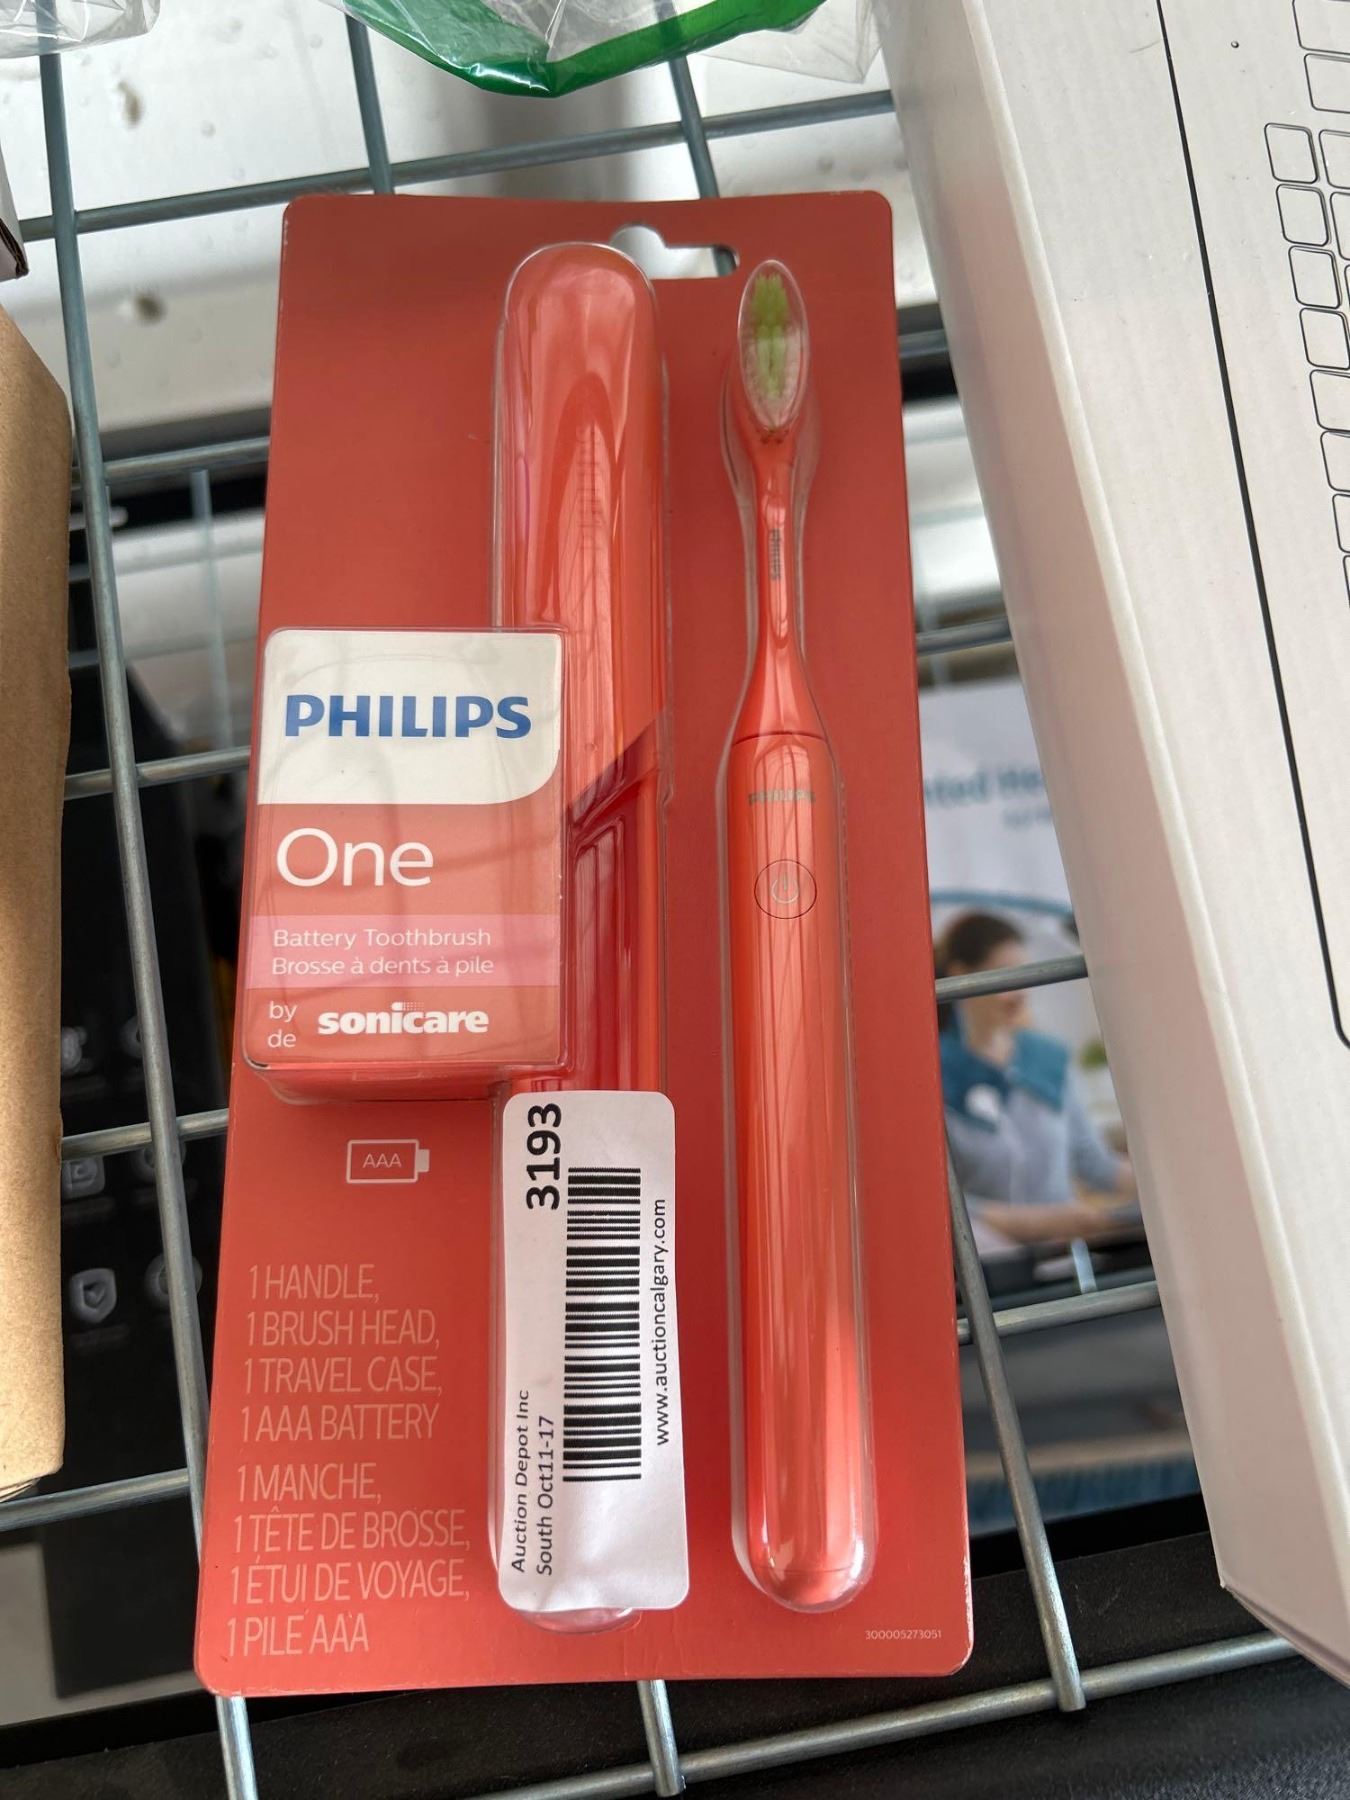 PHILIPS
One
Battery Toothbrush
Brosse à dents à pile
by
de
sonicare
philips
PHILIPS
AAA
1 HANDLE,
1 BRUSH HEAD,
1 TRAVEL CASE,
1 AAA BATTERY
1 MANCHE,
1 TÊTE DE BROSSE,
1 ÉTUI DE VOYAGE,
1 PILE AAA
3193
www.auctioncalgary.com
Auction Depot Inc
South Oct11-17
300005273051